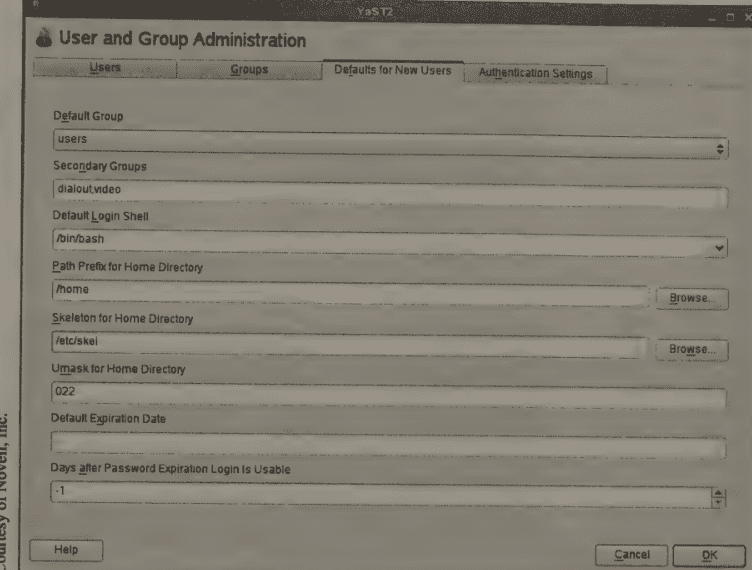 YaST2
User and Group Administration
Users Groups Defaults for New Users Authentication Settings
Default Group
users
Secondary Groups
dialout,video
Default Login Shell
/bin/bash
Path Prefix for Home Directory
/home Browse...
Skeleton for Home Directory
/etc/skel Browse...
Umask for Home Directory
022
Default Expiration Date
Days after Password Expiration Login Is Usable
-1
Help Cancel OK
Courtesy of Novell, Inc.